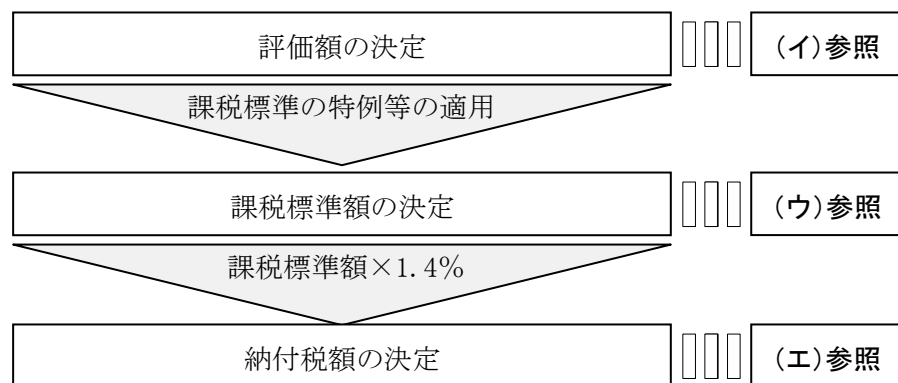 評価額の決定 (イ)参照
課税標準の特例等の適用
課税標準額の決定 (ウ)参照
課税標準額×1.4%
納付税額の決定 (エ)参照